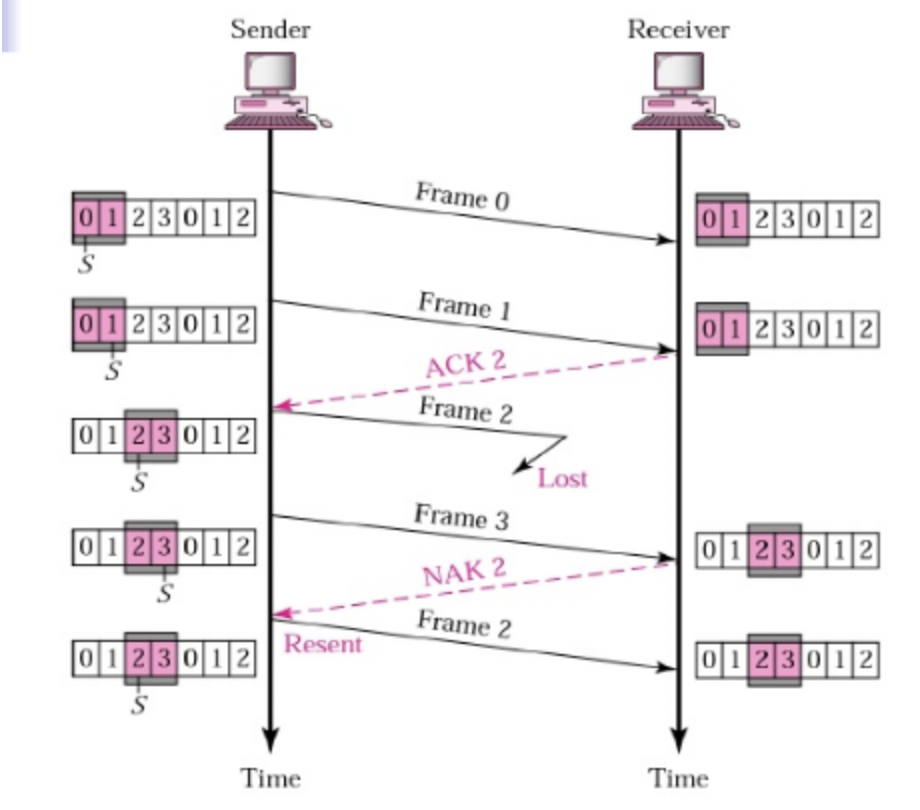 Sender Receiver
Frame 0
0 1 2 3 0 1 2
0 1 2 3 0 1 2
S
Frame 1
0 1 2 3 0 1 2
0 1 2 3 0 1 2
S
ACK 2
Frame 2
0 1 2 3 0 1 2
S
Lost
Frame 3
0 1 2 3 0 1 2
0 1 2 3 0 1 2
S
NAK 2
Frame 2
Resent
0 1 2 3 0 1 2
0 1 2 3 0 1 2
S
Time Time